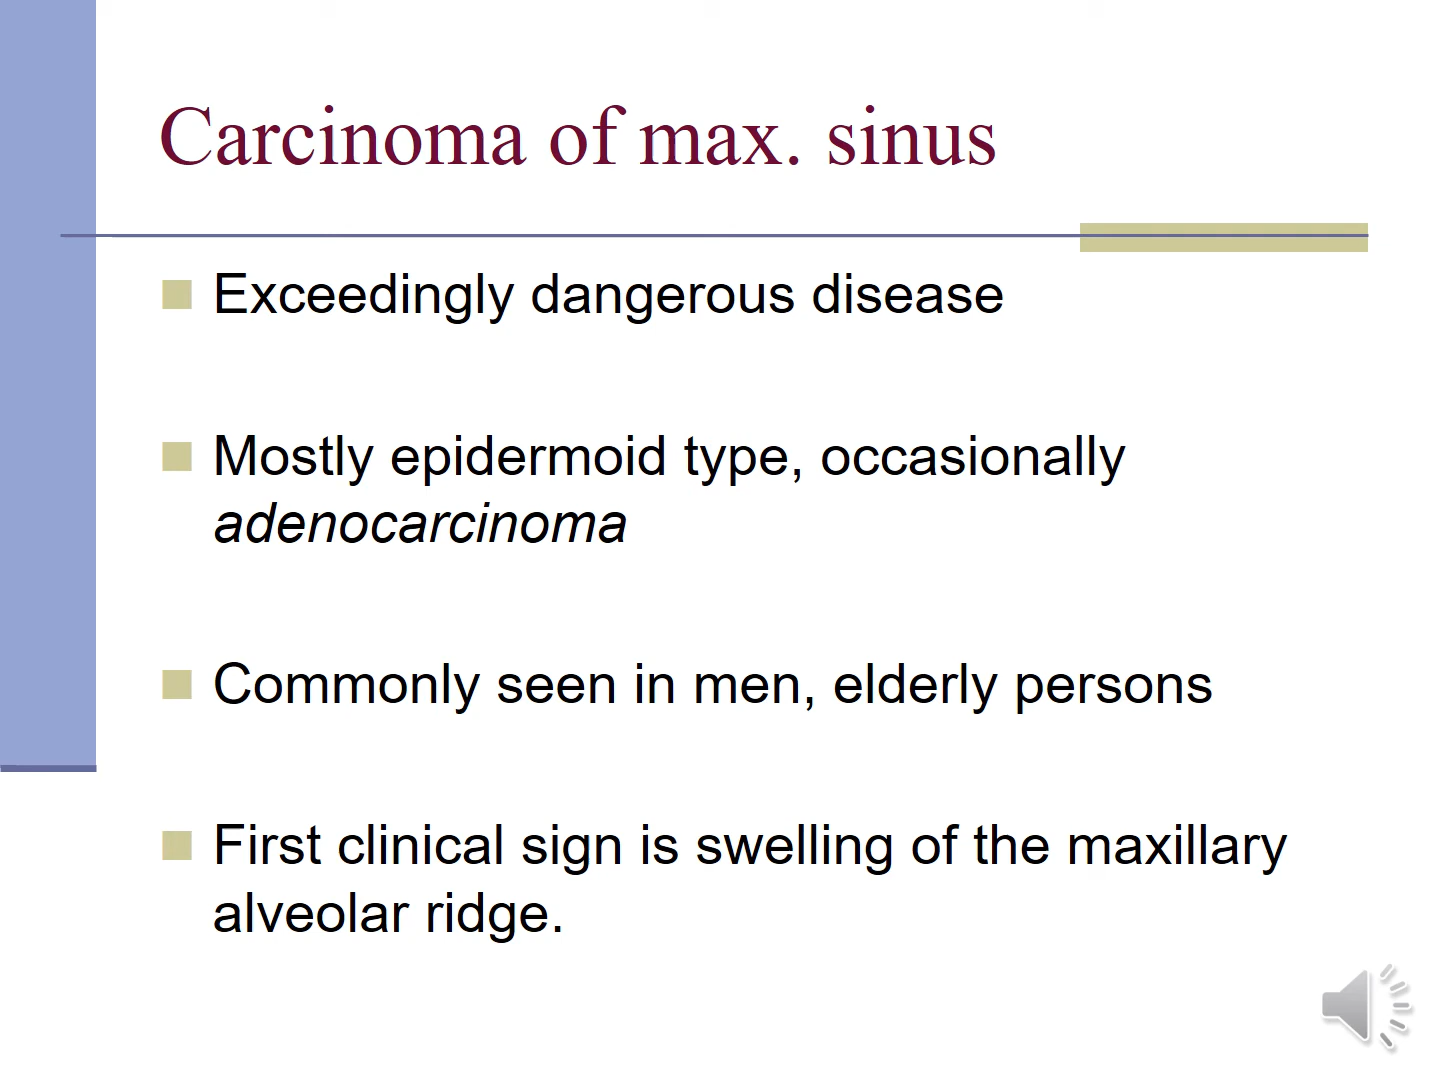 Carcinoma of max. sinus
Exceedingly dangerous disease
Mostly epidermoid type, occasionally
adenocarcinoma
Commonly seen in men, elderly persons
First clinical sign is swelling of the maxillary
alveolar ridge.